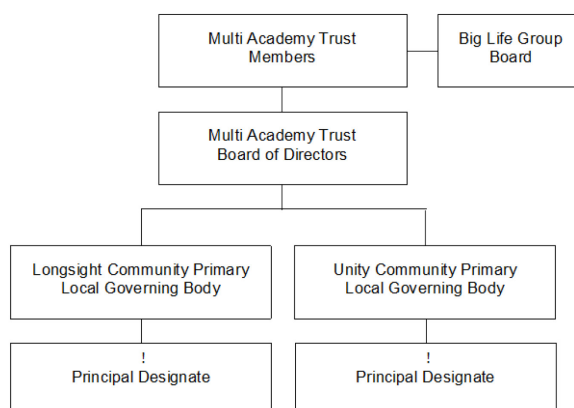 Multi Academy Trust
Members
Big Life Group
Board
Multi Academy Trust
Board of Directors
Longsight Community Primary
Local Governing Body
Unity Community Primary
Local Governing Body
!
Principal Designate
!
Principal Designate